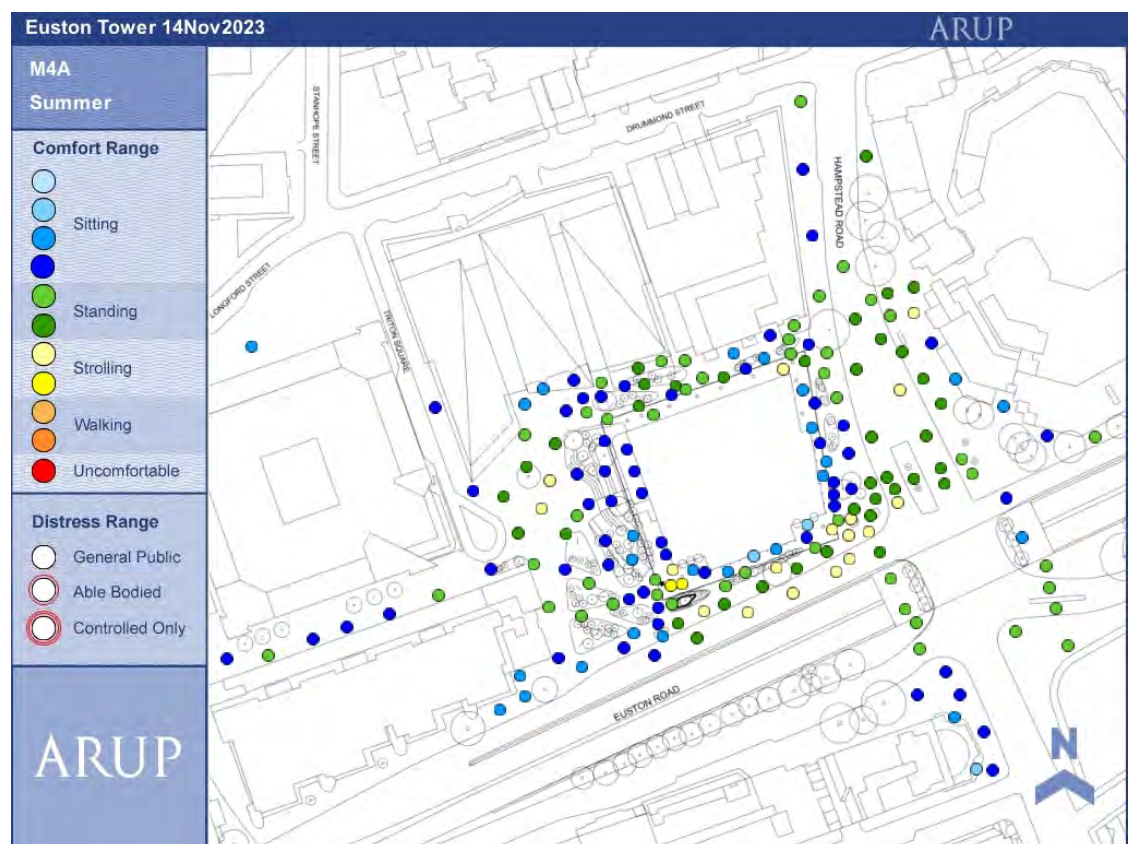 Euston Tower 14Nov2023
ARUP
M4A
Summer
Comfort Range
Sitting
Standing
Strolling
Walking
Uncomfortable
Distress Range
General Public
Able Bodied
Controlled Only
ARUP
STANHOPE STREET
DRUMMOND STREET
HAMPSTEAD ROAD
LONGFORD STREET
TRITON SQUARE
EUSTON ROAD
N